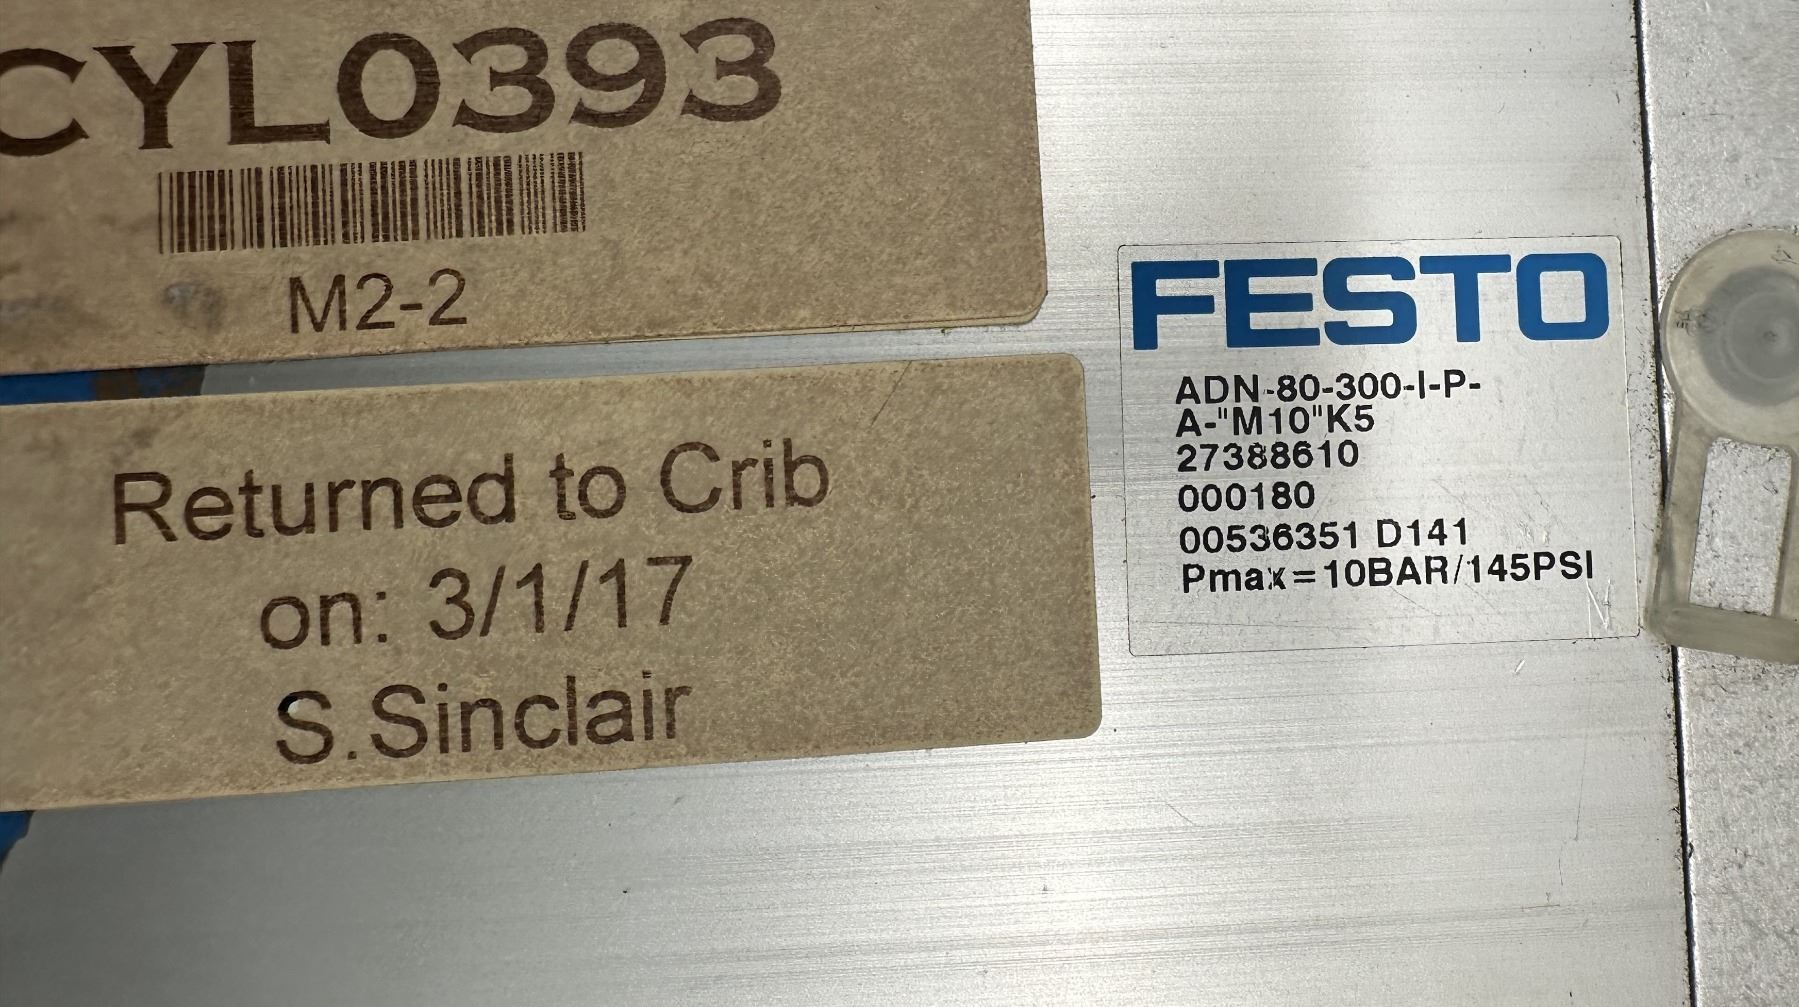 CYL0393
M2-2
Returned to Crib
on: 3/1/17
S.Sinclair
FESTO
ADN-80-300-I-P-
A-"M10"K5
27388610
000180
00536351 D141
Pmax=10BAR/145PSI